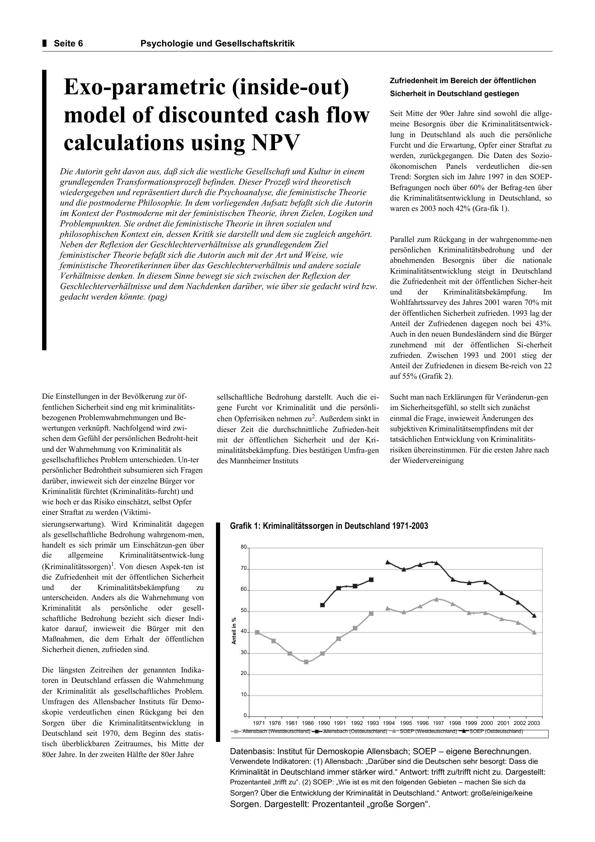 Seite 6 Psychologie und Gesellschaftskritik
Exo-parametric (inside-out)
model of discounted cash flow
calculations using NPV
Die Autorin geht davon aus, daß sich die westliche Gesellschaft und Kultur in einem
grundlegenden Transformationsprozeß befinden. Dieser Prozeß wird theoretisch
wiedergegeben und repräsentiert durch die Psychoanalyse, die feministische Theorie
und die postmoderne Philosophie. In dem vorliegenden Aufsatz befaßt sich die Autorin
im Kontext der Postmoderne mit der feministischen Theorie, ihren Zielen, Logiken und
Problempunkten. Sie ordnet die feministische Theorie in ihren sozialen und
philosophischen Kontext ein, dessen Kritik sie darstellt und dem sie zugleich angehört.
Neben der Reflexion der Geschlechterverhältnisse als grundlegendem Ziel
feministischer Theorie befaßt sich die Autorin auch mit der Art und Weise, wie
feministische Theoretikerinnen über das Geschlechtverhältnis und andere soziale
Verhältnisse denken. In diesem Sinne bewegt sie sich zwischen der Reflexion der
Geschlechterverhältnisse und dem Nachdenken darüber, wie über sie gedacht wird bzw.
gedacht werden könnte. (pag)
Zufriedenheit im Bereich der öffentlichen
Sicherheit in Deutschland gestiegen
Seit Mitte der 90er Jahre sind sowohl die allge-
meine Besorgnis über die Kriminalitätsentwick-
lung in Deutschland als auch die persönliche
Furcht und die Erwartung, Opfer einer Straftat zu
werden, zurückgegangen. Die Daten des Sozio-
ökonomischen Panels verdeutlichen die-sen
Trend: Sorgten sich im Jahre 1997 in den SOEP-
Befragungen noch über 60% der Befrag-ten über
die Kriminalitätsentwicklung in Deutschland, so
waren es 2003 noch 42% (Gra-fik 1).
Parallel zum Rückgang in der wahrgenomme-nen
persönlichen Kriminalitätsbedrohung und der
abnehmenden Besorgnis über die nationale
Kriminalitätsentwicklung steigt in Deutschland
die Zufriedenheit mit der öffentlichen Sicher-heit
und der Kriminalitätsbekämpfung. Im
Wohlfahrtssurvey des Jahres 2001 waren 70% mit
der öffentlichen Sicherheit zufrieden. 1993 lag der
Anteil der Zufriedenen dagegen noch bei 43%.
Auch in den neuen Bundesländern sind die Bürger
zunehmend mit der öffentlichen Si-cherheit
zufrieden. Zwischen 1993 und 2001 stieg der
Anteil der Zufriedenen in diesem Be-reich von 22
auf 55% (Grafik 2).
Die Einstellungen in der Bevölkerung zur öf-
fentlichen Sicherheit sind eng mit kriminalitäts-
bezogenen Problemwahrnehmungen und Be-
wertungen verknüpft. Nachfolgend wird zwi-
schen dem Gefühl der persönlichen Bedroht-heit
und der Wahrnehmung von Kriminalität als
gesellschaftliches Problem unterschieden. Un-ter
persönlicher Bedrohtheit subsumieren sich Fragen
darüber, inwieweit sich der einzelne Bürger vor
Kriminalität fürchtet (Kriminalitäts-furcht) und
wie hoch er das Risiko einschätzt, selbst Opfer
einer Straftat zu werden (Viktimi-
sierungserwartung). Wird Kriminalität dagegen
als gesellschaftliche Bedrohung wahrgenom-men,
handelt es sich primär um Einschätzun-gen über
die allgemeine Kriminalitätsentwick-lung
(Kriminalitätssorgen)1. Von diesen Aspek-ten ist
die Zufriedenheit mit der öffentlichen Sicherheit
und der Kriminalitätsbekämpfung zu
unterscheiden. Anders als die Wahrnehmung von
Kriminalität als persönliche oder gesell-
schaftliche Bedrohung bezieht sich dieser Indi-
kator darauf, inwieweit die Bürger mit den
Maßnahmen, die dem Erhalt der öffentlichen
Sicherheit dienen, zufrieden sind.
Die längsten Zeitreihen der genannten Indika-
toren in Deutschland erfassen die Wahrnehmung
der Kriminalität als gesellschaftliches Problem.
Umfragen des Allensbacher Instituts für Demo-
skopie verdeutlichen einen Rückgang bei den
Sorgen über die Kriminalitätsentwicklung in
Deutschland seit 1970, dem Beginn des statis-
tisch überblickbaren Zeitraumes, bis Mitte der
80er Jahre. In der zweiten Hälfte der 80er Jahre
sellschaftliche Bedrohung darstellt. Auch die ei-
gene Furcht vor Kriminalität und die persönli-
chen Opferrisiken nehmen zu2. Außerdem sinkt in
dieser Zeit die durchschnittliche Zufrieden-heit
mit der öffentlichen Sicherheit und der Kri-
minalitätsbekämpfung. Dies bestätigen Umfra-gen
des Mannheimer Instituts
Sucht man nach Erklärungen für Veränderun-gen
im Sicherheitsgefühl, so stellt sich zunächst
einmal die Frage, inwieweit Änderungen des
subjektiven Kriminalitätsempfindens mit der
tatsächlichen Entwicklung von Kriminalitäts-
risiken übereinstimmen. Für die ersten Jahre nach
der Wiedervereinigung
Grafik 1: Kriminalitätssorgen in Deutschland 1971-2003
Anteil in %
80
70
60
50
40
30
20
10
0
1971 1976 1981 1986 1990 1991 1992 1993 1994 1995 1996 1997 1998 1999 2000 2001 2002 2003
Allensbach (Westdeutschland) Allensbach (Ostdeutschland) SOEP (Westdeutschland) SOEP (Ostdeutschland)
Datenbasis: Institut für Demoskopie Allensbach; SOEP – eigene Berechnungen.
Verwendete Indikatoren: (1) Allensbach: „Darüber sind die Deutschen sehr besorgt: Dass die
Kriminalität in Deutschland immer stärker wird.“ Antwort: trifft zu/trifft nicht zu. Dargestellt:
Prozentanteil „trifft zu“. (2) SOEP: „Wie ist es mit den folgenden Gebieten – machen Sie sich da
Sorgen? Über die Entwicklung der Kriminalität in Deutschland.“ Antwort: große/einige/keine
Sorgen. Dargestellt: Prozentanteil „große Sorgen“.